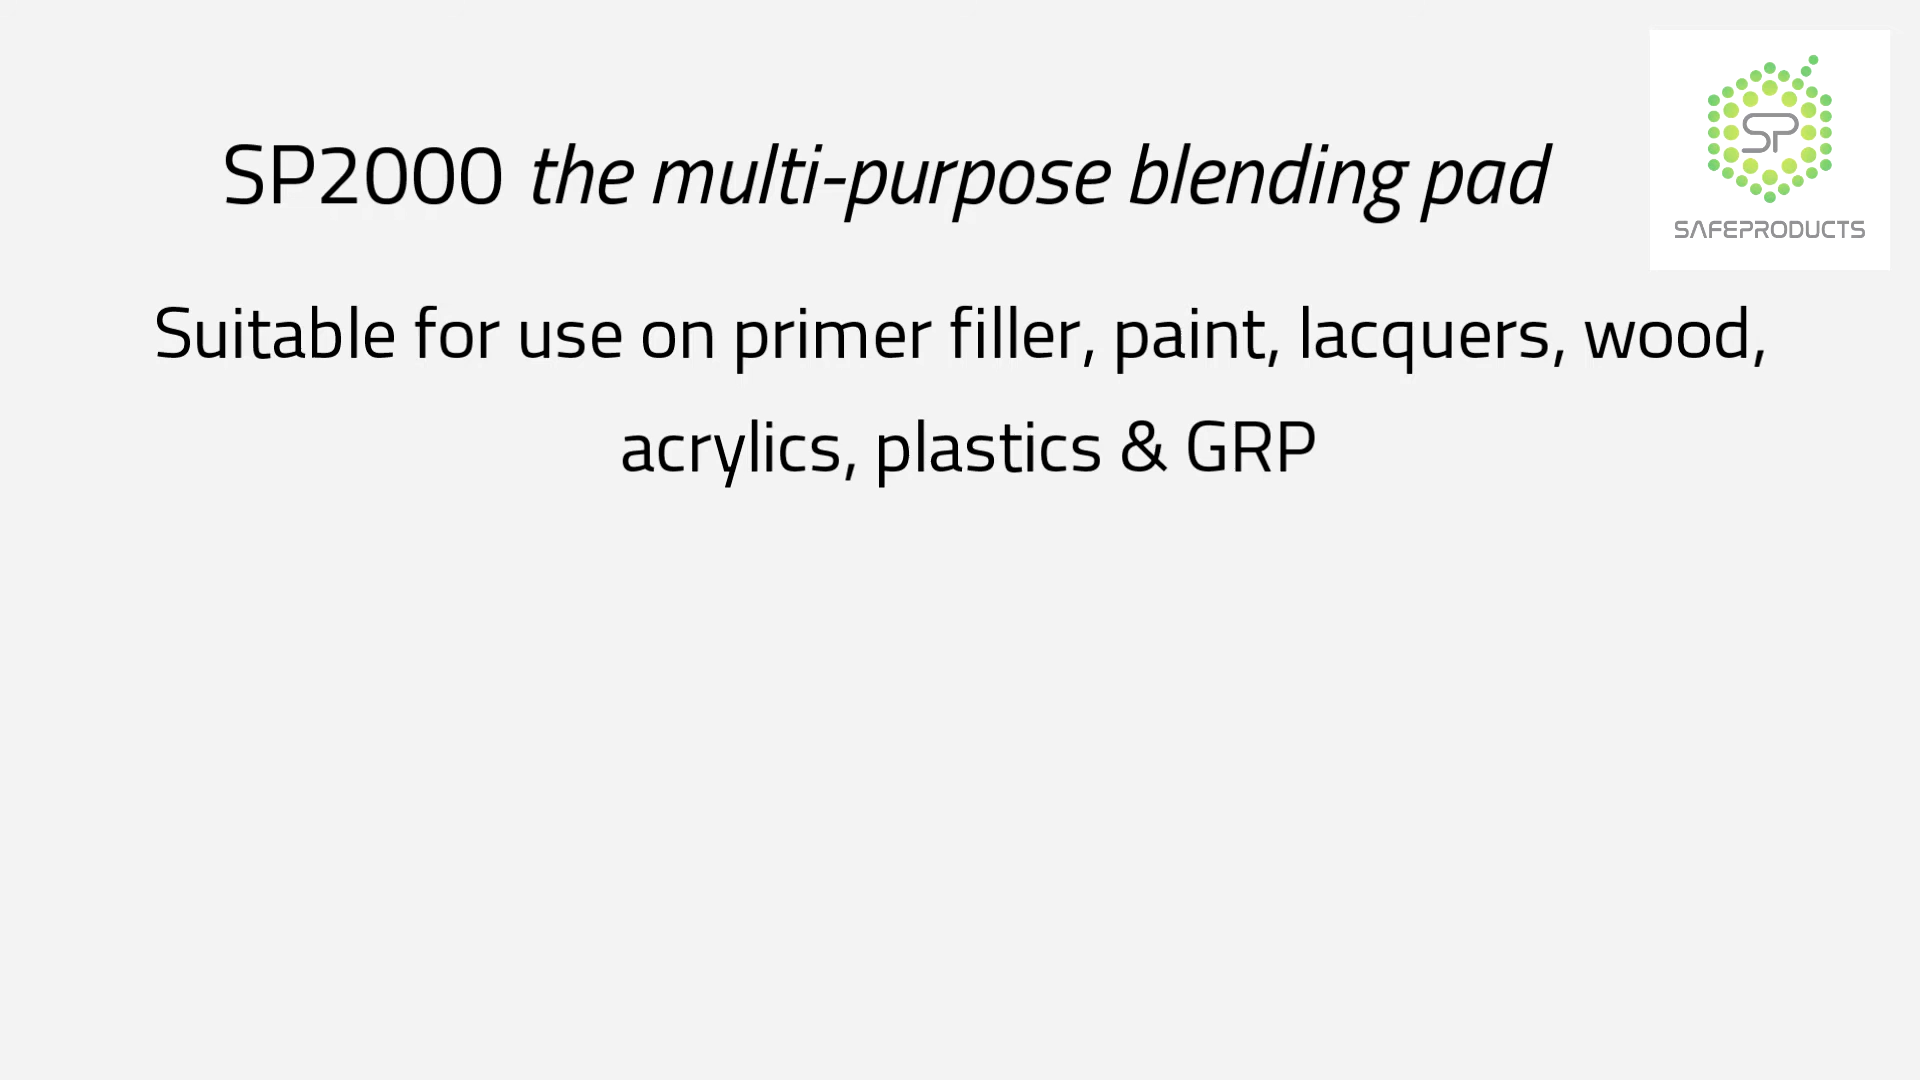 SP2000 the multi-purpose blending pad
SP
SAFEPRODUCTS
Suitable for use on primer filler, paint, lacquers, wood,
acrylics, plastics & GRP